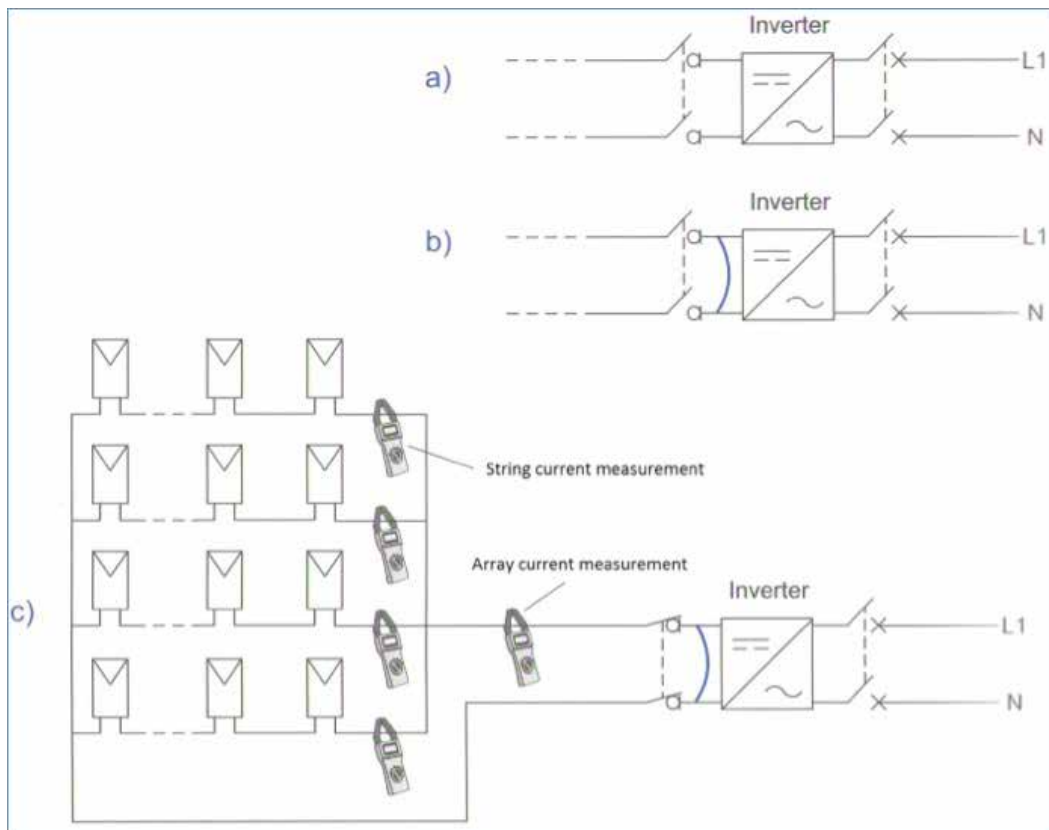 Inverter
a)
L1
N
Inverter
b)
L1
N
String current measurement
Array current measurement
c)
Inverter
L1
N